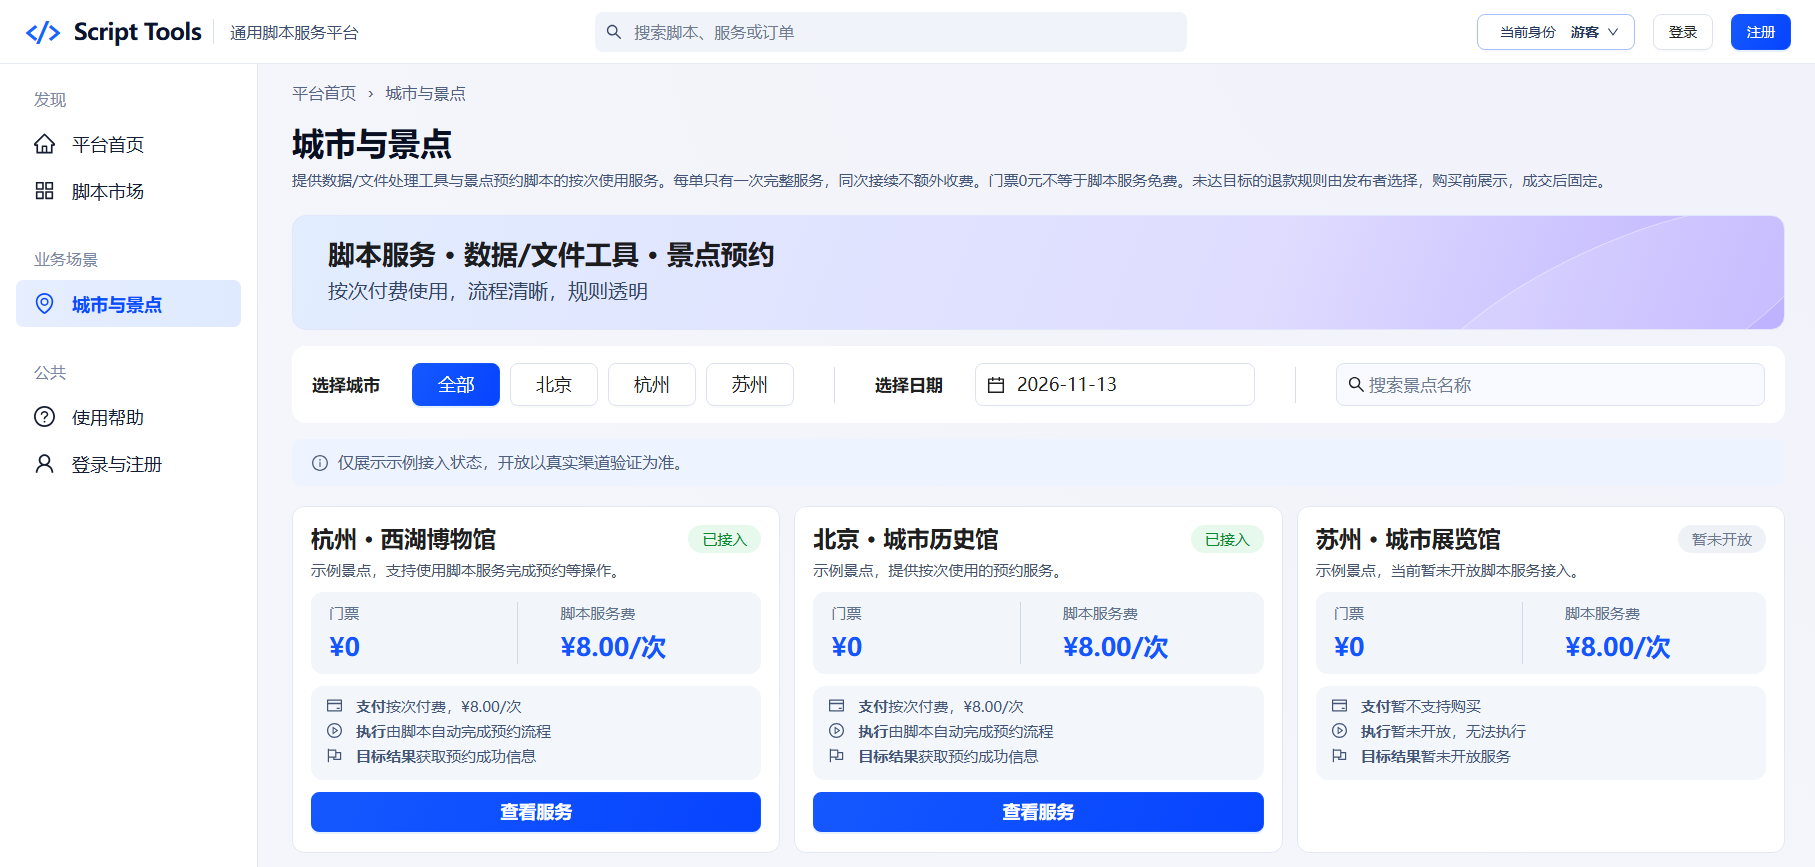 Script Tools 通用脚本服务平台 搜索脚本、服务或订单 当前身份 游客 登录 注册
发现
平台首页
脚本市场
业务场景
城市与景点
公共
使用帮助
登录与注册
平台首页 › 城市与景点
城市与景点
提供数据/文件处理工具与景点预约脚本的按次使用服务。每单只有一次完整服务，同次接续不额外收费。门票0元不等于脚本服务免费。未达目标的退款规则由发布者选择，购买前展示，成交后固定。
脚本服务・数据/文件工具・景点预约
按次付费使用，流程清晰，规则透明
选择城市 全部 北京 杭州 苏州 选择日期 2026-11-13 搜索景点名称
仅展示示例接入状态，开放以真实渠道验证为准。
杭州・西湖博物馆 已接入
示例景点，支持使用脚本服务完成预约等操作。
门票 脚本服务费
¥0 ¥8.00/次
支付按次付费，¥8.00/次
执行由脚本自动完成预约流程
目标结果获取预约成功信息
查看服务
北京・城市历史馆 已接入
示例景点，提供按次使用的预约服务。
门票 脚本服务费
¥0 ¥8.00/次
支付按次付费，¥8.00/次
执行由脚本自动完成预约流程
目标结果获取预约成功信息
查看服务
苏州・城市展览馆 暂未开放
示例景点，当前暂未开放脚本服务接入。
门票 脚本服务费
¥0 ¥8.00/次
支付暂不支持购买
执行暂未开放，无法执行
目标结果暂未开放服务